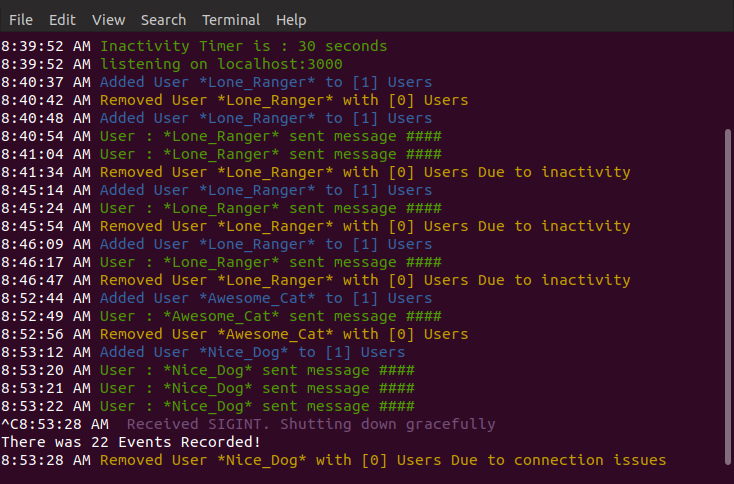 File Edit View Search Terminal Help
8:39:52 AM Inactivity Timer is : 30 seconds
8:39:52 AM listening on localhost:3000
8:40:37 AM Added User *Lone_Ranger* to [1] Users
8:40:42 AM Removed User *Lone_Ranger* with [0] Users
8:40:48 AM Added User *Lone_Ranger* to [1] Users
8:40:54 AM User : *Lone_Ranger* sent message ####
8:41:04 AM User : *Lone_Ranger* sent message ####
8:41:34 AM Removed User *Lone_Ranger* with [0] Users Due to inactivity
8:45:14 AM Added User *Lone_Ranger* to [1] Users
8:45:24 AM User : *Lone_Ranger* sent message ####
8:45:54 AM Removed User *Lone_Ranger* with [0] Users Due to inactivity
8:46:09 AM Added User *Lone_Ranger* to [1] Users
8:46:17 AM User : *Lone_Ranger* sent message ####
8:46:47 AM Removed User *Lone_Ranger* with [0] Users Due to inactivity
8:52:44 AM Added User *Awesome_Cat* to [1] Users
8:52:49 AM User : *Awesome_Cat* sent message ####
8:52:56 AM Removed User *Awesome_Cat* with [0] Users
8:53:12 AM Added User *Nice_Dog* to [1] Users
8:53:20 AM User : *Nice_Dog* sent message ####
8:53:21 AM User : *Nice_Dog* sent message ####
8:53:22 AM User : *Nice_Dog* sent message ####
^C8:53:28 AM  Received SIGINT. Shutting down gracefully
There was 22 Events Recorded!
8:53:28 AM Removed User *Nice_Dog* with [0] Users Due to connection issues